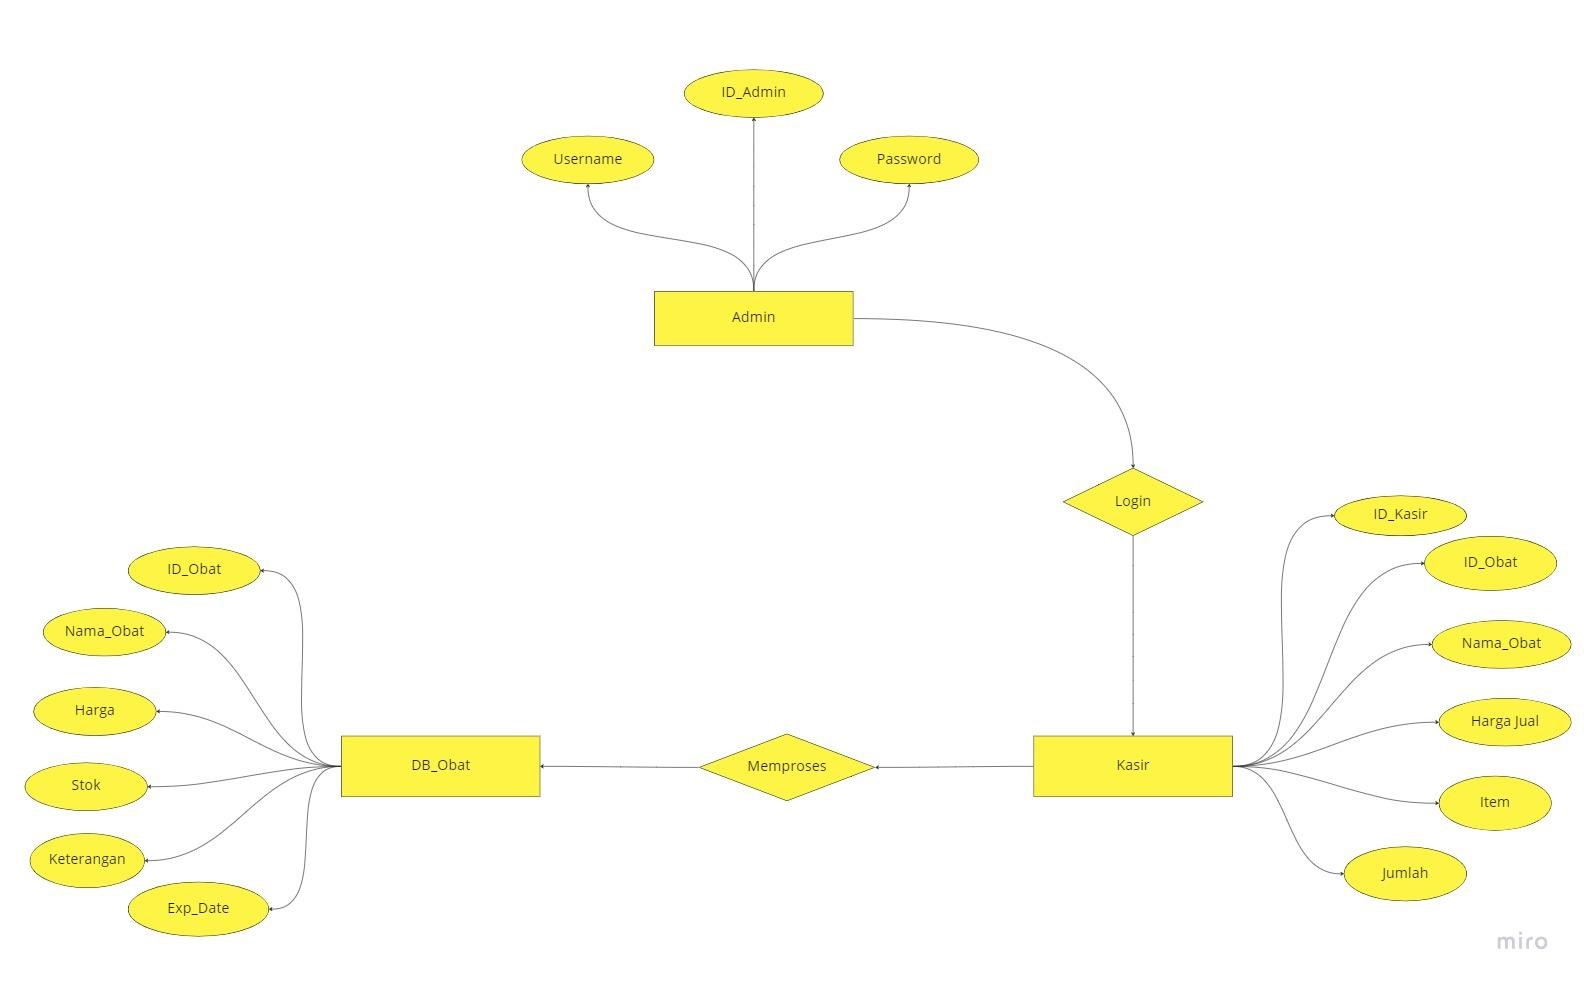 ID_Admin
Username
Password
Admin
Login
ID_Kasir
ID_Obat
Nama_Obat
Harga Jual
Item
Jumlah
Kasir
Memproses
DB_Obat
ID_Obat
Nama_Obat
Harga
Stok
Keterangan
Exp_Date
miro